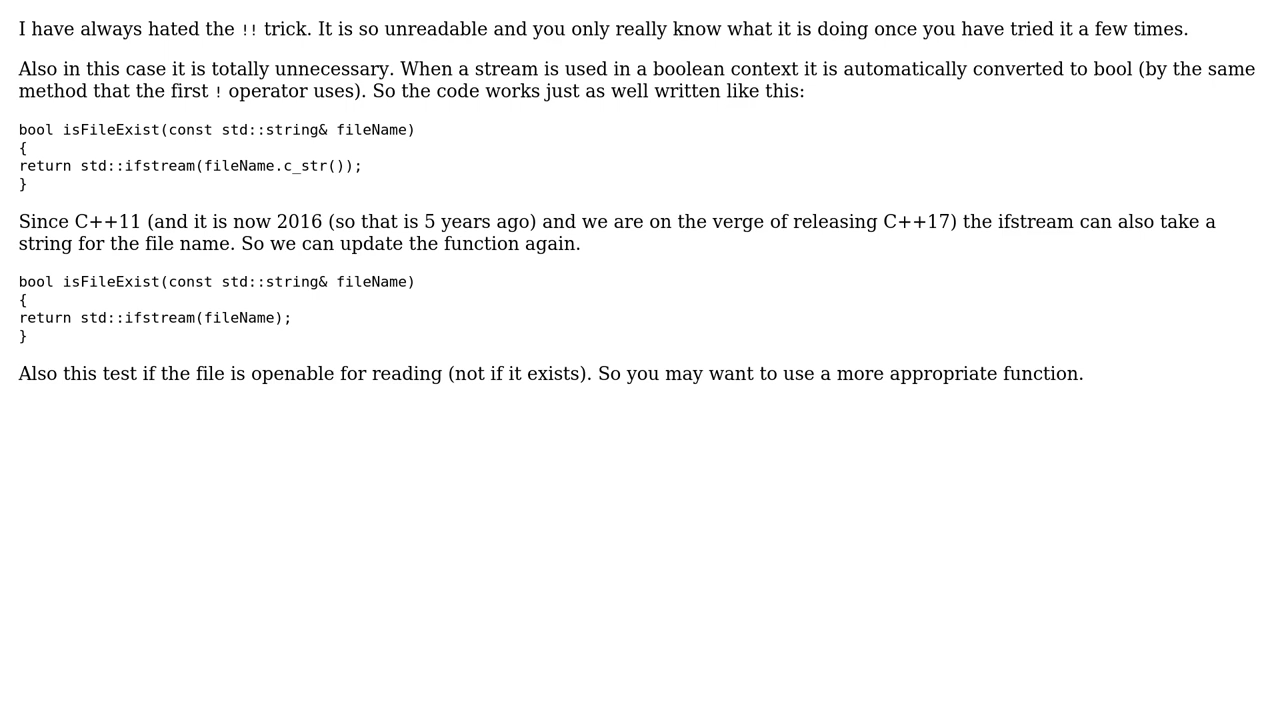 I have always hated the !! trick. It is so unreadable and you only really know what it is doing once you have tried it a few times.
Also in this case it is totally unnecessary. When a stream is used in a boolean context it is automatically converted to bool (by the same
method that the first ! operator uses). So the code works just as well written like this:
bool isFileExist(const std::string& fileName)
{
return std::ifstream(fileName.c_str());
}
Since C++11 (and it is now 2016 (so that is 5 years ago) and we are on the verge of releasing C++17) the ifstream can also take a
string for the file name. So we can update the function again.
bool isFileExist(const std::string& fileName)
{
return std::ifstream(fileName);
}
Also this test if the file is openable for reading (not if it exists). So you may want to use a more appropriate function.